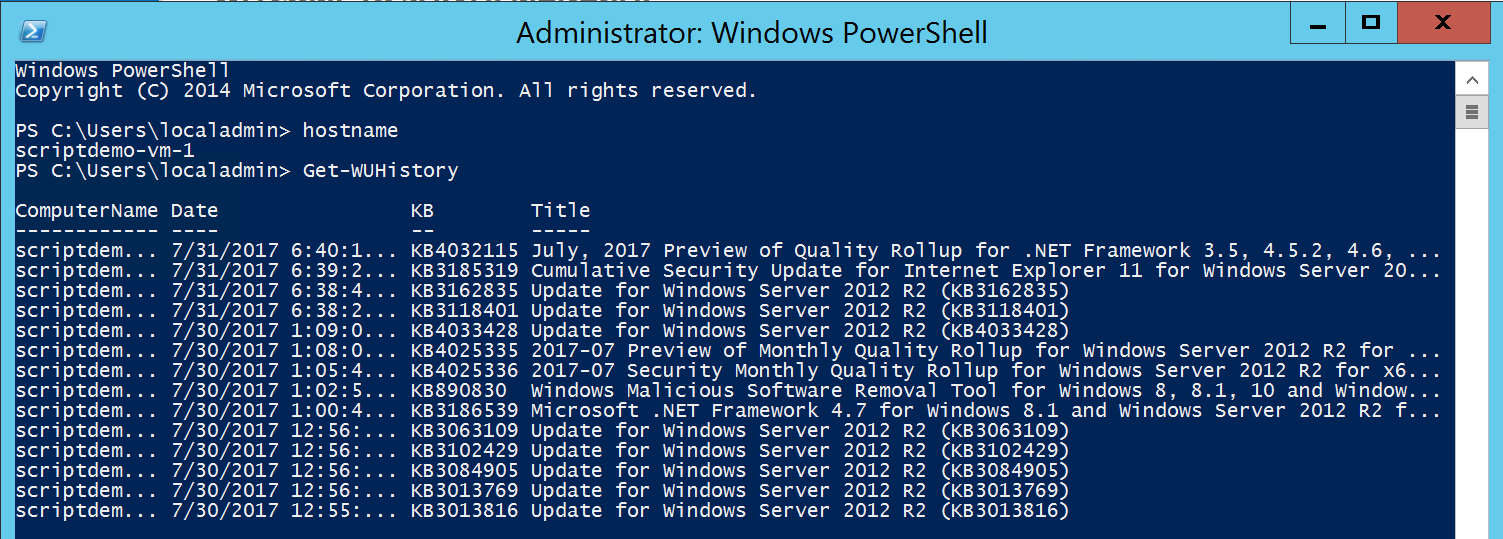 Administrator: Windows PowerShell
Windows PowerShell
Copyright (C) 2014 Microsoft Corporation. All rights reserved.
PS C:\Users\localadmin> hostname
scriptdemo-vm-1
PS C:\Users\localadmin> Get-WUHistory
ComputerName Date                KB        Title
------------ ----                --        -----
scriptdem... 7/31/2017 6:40:1... KB4032115 July, 2017 Preview of Quality Rollup for .NET Framework 3.5, 4.5.2, 4.6, ...
scriptdem... 7/31/2017 6:39:2... KB3185319 Cumulative Security Update for Internet Explorer 11 for Windows Server 20...
scriptdem... 7/31/2017 6:38:4... KB3162835 Update for Windows Server 2012 R2 (KB3162835)
scriptdem... 7/31/2017 6:38:2... KB3118401 Update for Windows Server 2012 R2 (KB3118401)
scriptdem... 7/30/2017 1:09:0... KB4033428 Update for Windows Server 2012 R2 (KB4033428)
scriptdem... 7/30/2017 1:08:0... KB4025335 2017-07 Preview of Monthly Quality Rollup for Windows Server 2012 R2 for ...
scriptdem... 7/30/2017 1:05:4... KB4025336 2017-07 Security Monthly Quality Rollup for Windows Server 2012 R2 for x6...
scriptdem... 7/30/2017 1:02:5... KB890830  Windows Malicious Software Removal Tool for Windows 8, 8.1, 10 and Window...
scriptdem... 7/30/2017 1:00:4... KB3186539 Microsoft .NET Framework 4.7 for Windows 8.1 and Windows Server 2012 R2 f...
scriptdem... 7/30/2017 12:56:... KB3063109 Update for Windows Server 2012 R2 (KB3063109)
scriptdem... 7/30/2017 12:56:... KB3102429 Update for Windows Server 2012 R2 (KB3102429)
scriptdem... 7/30/2017 12:56:... KB3084905 Update for Windows Server 2012 R2 (KB3084905)
scriptdem... 7/30/2017 12:56:... KB3013769 Update for Windows Server 2012 R2 (KB3013769)
scriptdem... 7/30/2017 12:55:... KB3013816 Update for Windows Server 2012 R2 (KB3013816)